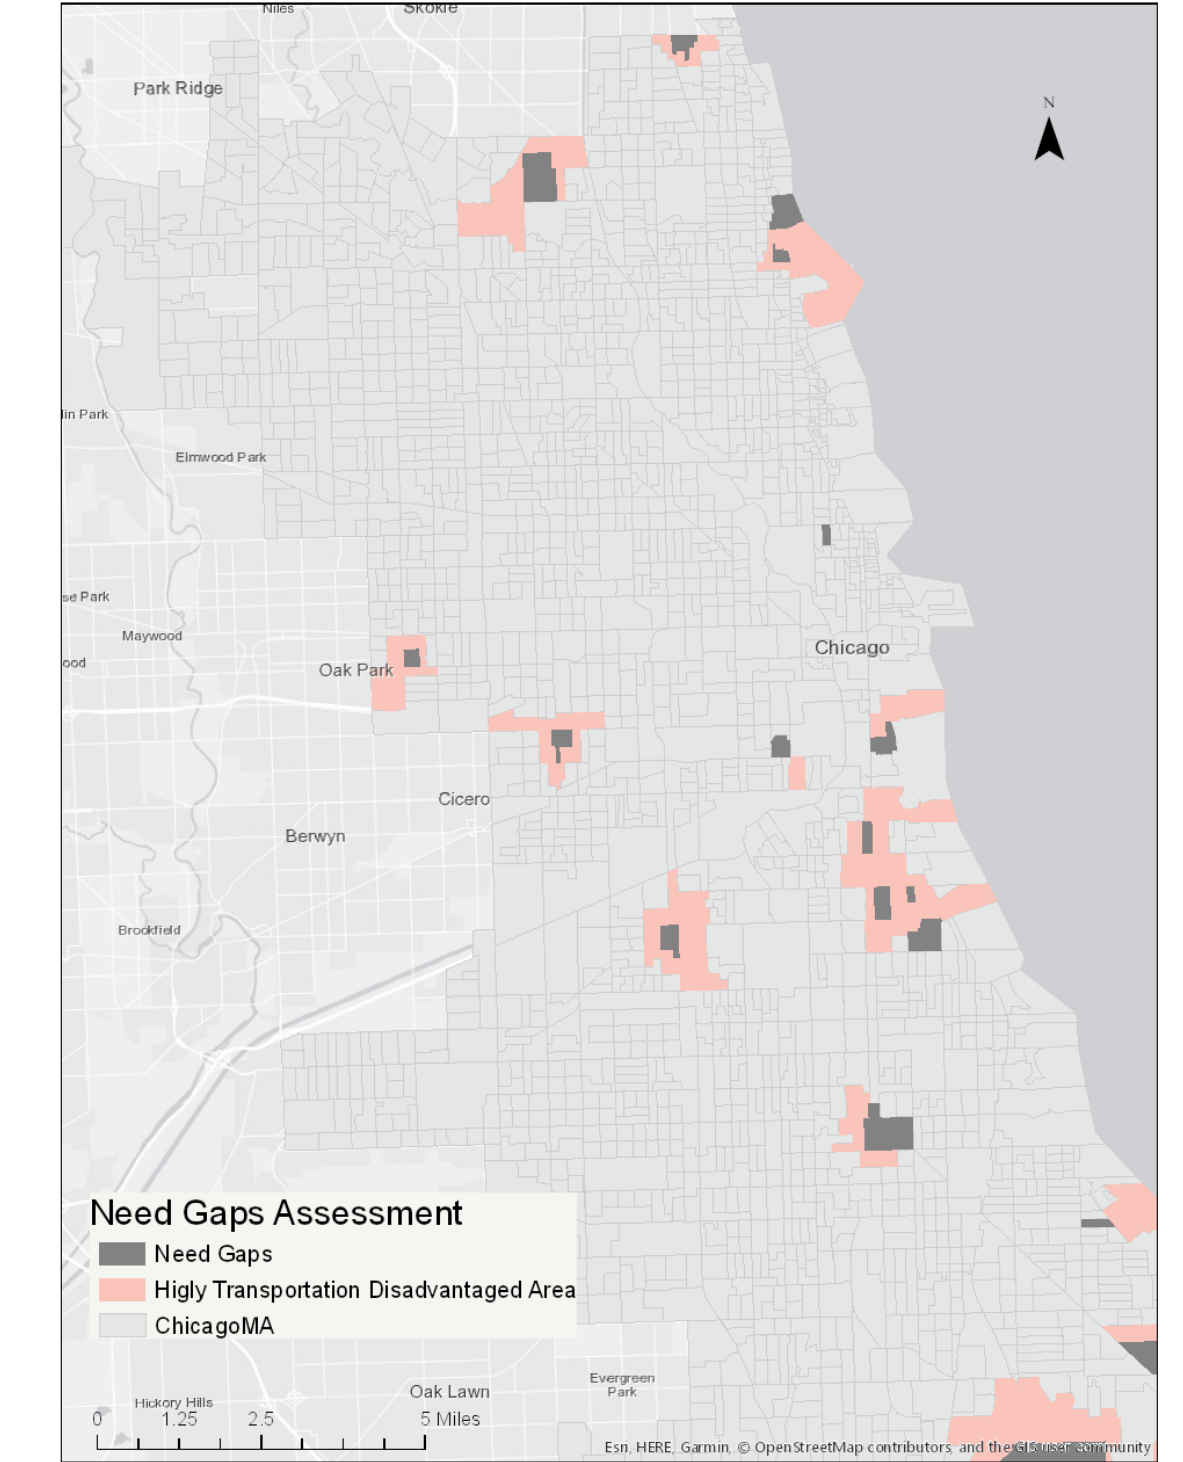 Niles
Skokie
Park Ridge
N
lin Park
Elmwood Park
se Park
Maywood
Chicago
ood
Oak Park
Cicero
Berwyn
Brookfield
Need Gaps Assessment
Need Gaps
Higly Transportation Disadvantaged Area
ChicagoMA
Evergreen
Park
Oak Lawn
Hickory Hills
0 1.25 2.5 5 Miles
Esri, HERE, Garmin, © OpenStreetMap contributors, and the GIS user community